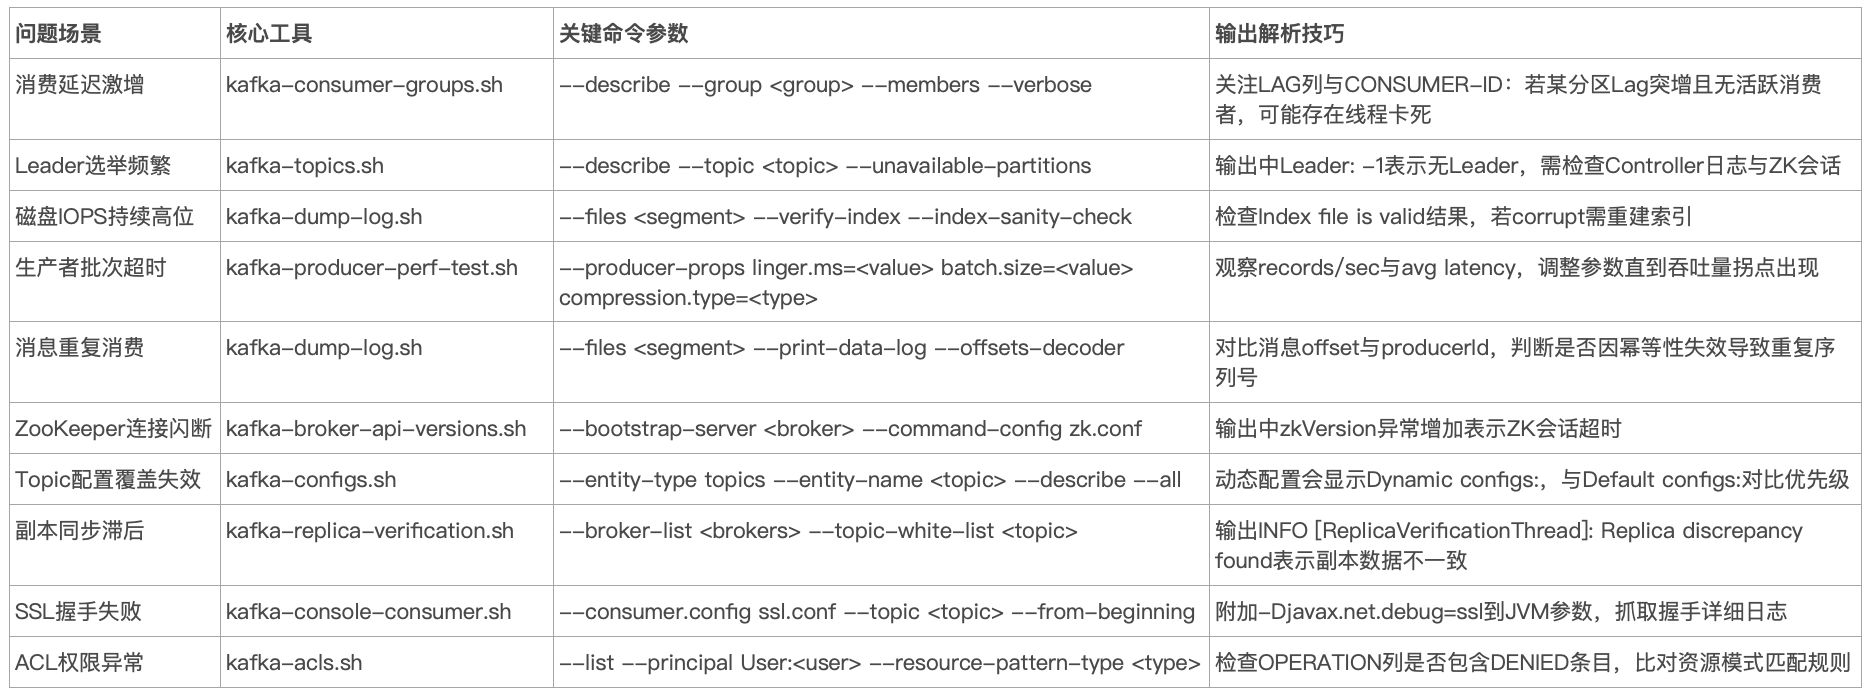 问题场景 核心工具 关键命令参数 输出解析技巧
消费延迟激增 kafka-consumer-groups.sh --describe --group <group> --members --verbose 关注LAG列与CONSUMER-ID：若某分区Lag突增且无活跃消费
者，可能存在线程卡死
Leader选举频繁 kafka-topics.sh --describe --topic <topic> --unavailable-partitions 输出中Leader: -1表示无Leader，需检查Controller日志与ZK会话
磁盘IOPS持续高位 kafka-dump-log.sh --files <segment> --verify-index --index-sanity-check 检查Index file is valid结果，若corrupt需重建索引
生产者批次超时 kafka-producer-perf-test.sh --producer-props linger.ms=<value> batch.size=<value> 观察records/sec与avg latency，调整参数直到吞吐量拐点出现
compression.type=<type>
消息重复消费 kafka-dump-log.sh --files <segment> --print-data-log --offsets-decoder 对比消息offset与producerId，判断是否因幂等性失效导致重复序
列号
ZooKeeper连接闪断 kafka-broker-api-versions.sh --bootstrap-server <broker> --command-config zk.conf 输出中zkVersion异常增加表示ZK会话超时
Topic配置覆盖失效 kafka-configs.sh --entity-type topics --entity-name <topic> --describe --all 动态配置会显示Dynamic configs:，与Default configs:对比优先级
副本同步滞后 kafka-replica-verification.sh --broker-list <brokers> --topic-white-list <topic> 输出INFO [ReplicaVerificationThread]: Replica discrepancy
found表示副本数据不一致
SSL握手失败 kafka-console-consumer.sh --consumer.config ssl.conf --topic <topic> --from-beginning 附加-Djavax.net.debug=ssl到JVM参数，抓取握手详细日志
ACL权限异常 kafka-acls.sh --list --principal User:<user> --resource-pattern-type <type> 检查OPERATION列是否包含DENIED条目，比对资源模式匹配规则